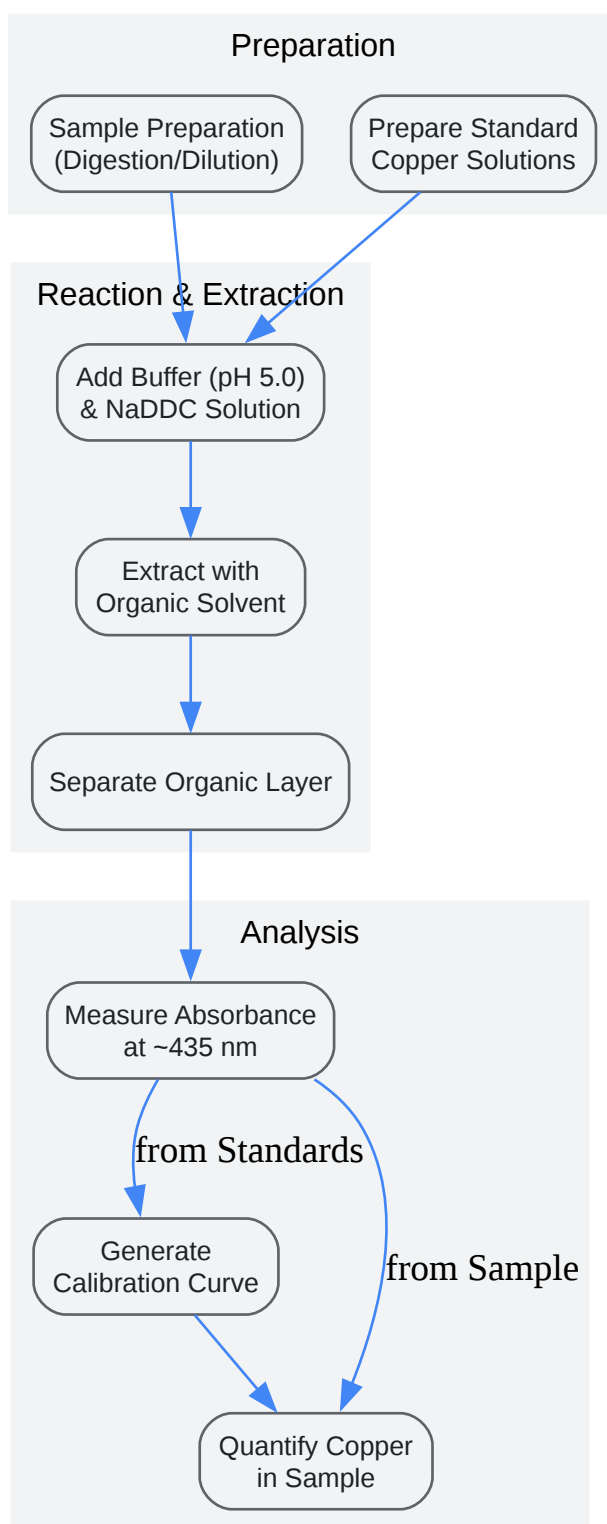 Preparation
Sample Preparation
(Digestion/Dilution)
Prepare Standard
Copper Solutions
Reaction & Extraction
Add Buffer (pH 5.0)
& NaDDC Solution
Extract with
Organic Solvent
Separate Organic Layer
Analysis
Measure Absorbance
at ~435 nm
from Standards
Generate
Calibration Curve
from Sample
Quantify Copper
in Sample